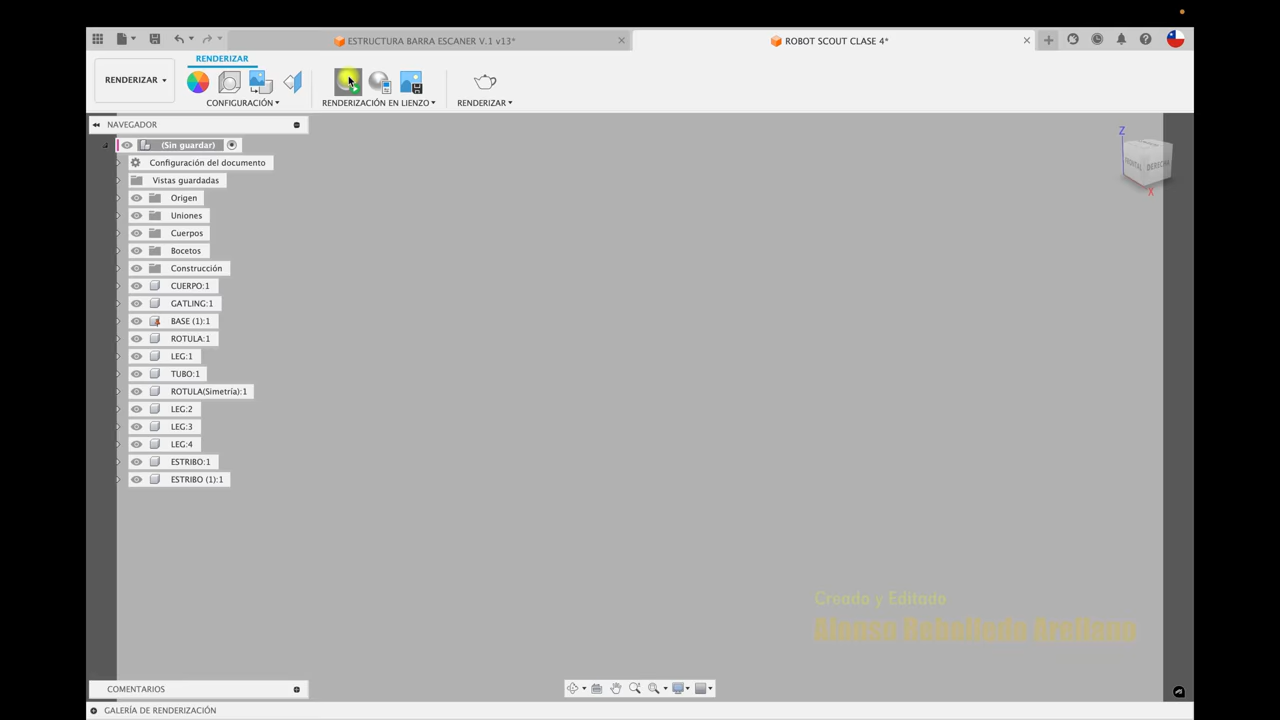 ESTRUCTURA BARRA ESCANER V.1 v13*
ROBOT SCOUT CLASE 4*
RENDERIZAR
RENDERIZAR
CONFIGURACIÓN
RENDERIZACIÓN EN LIENZO
RENDERIZAR
NAVEGADOR
(Sin guardar)
Configuración del documento
Vistas guardadas
Origen
Uniones
Cuerpos
Bocetos
Construcción
CUERPO:1
GATLING:1
BASE (1):1
ROTULA:1
LEG:1
TUBO:1
ROTULA(Simetría):1
LEG:2
LEG:3
LEG:4
ESTRIBO:1
ESTRIBO (1):1
Z
FRONTAL
DERECHA
X
Creado y Editado
Alonso Rebolledo Arellano
COMENTARIOS
GALERÍA DE RENDERIZACIÓN